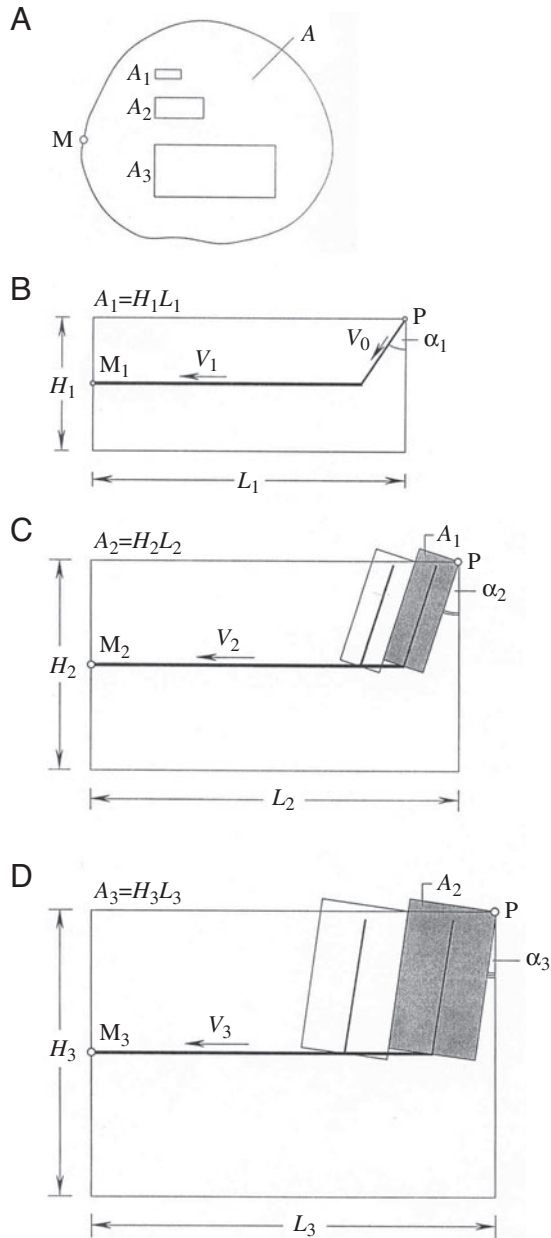 A
A
A₁
A₂
M
A₃
B
A₁=H₁L₁
P
V₀
α₁
M₁
V₁
H₁
L₁
C
A₁
A₂=H₂L₂
P
α₂
M₂
V₂
H₂
L₂
D
A₂
A₃=H₃L₃
P
α₃
M₃
V₃
H₃
L₃